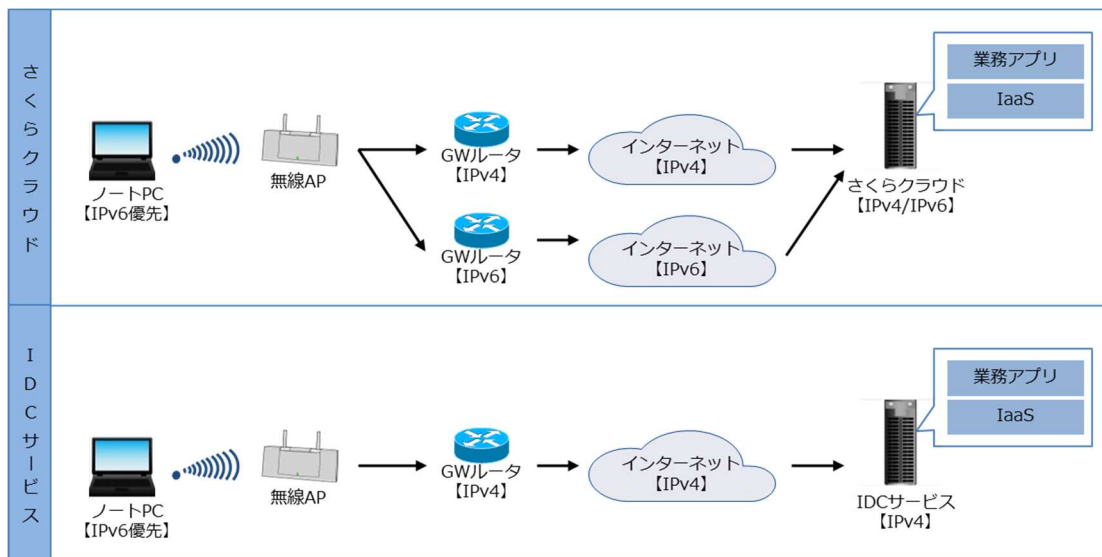 さくらクラウド
業務アプリ
IaaS
ノートPC
【IPv6優先】
無線AP
GWルータ
【IPv4】
インターネット
【IPv4】
さくらクラウド
【IPv4/IPv6】
GWルータ
【IPv6】
インターネット
【IPv6】
IDCサービス
業務アプリ
IaaS
ノートPC
【IPv6優先】
無線AP
GWルータ
【IPv4】
インターネット
【IPv4】
IDCサービス
【IPv4】